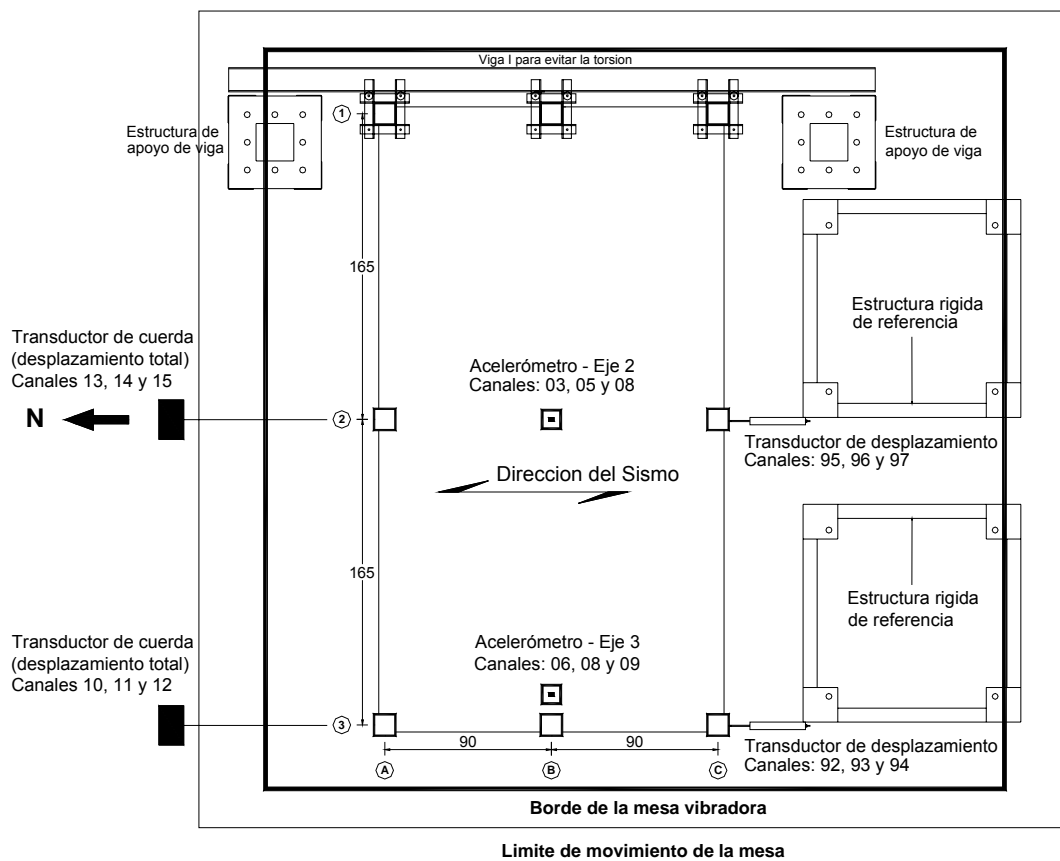 Viga I para evitar la torsion
1
Estructura de
apoyo de viga
Estructura de
apoyo de viga
165
Estructura rigida
de referencia
Transductor de cuerda
(desplazamiento total)
Canales 13, 14 y 15
Acelerómetro - Eje 2
Canales: 03, 05 y 08
N
2
Transductor de desplazamiento
Canales: 95, 96 y 97
Direccion del Sismo
165
Estructura rigida
de referencia
Transductor de cuerda
(desplazamiento total)
Canales 10, 11 y 12
Acelerómetro - Eje 3
Canales: 06, 08 y 09
3
90
90
Transductor de desplazamiento
Canales: 92, 93 y 94
A
B
C
Borde de la mesa vibradora
Limite de movimiento de la mesa